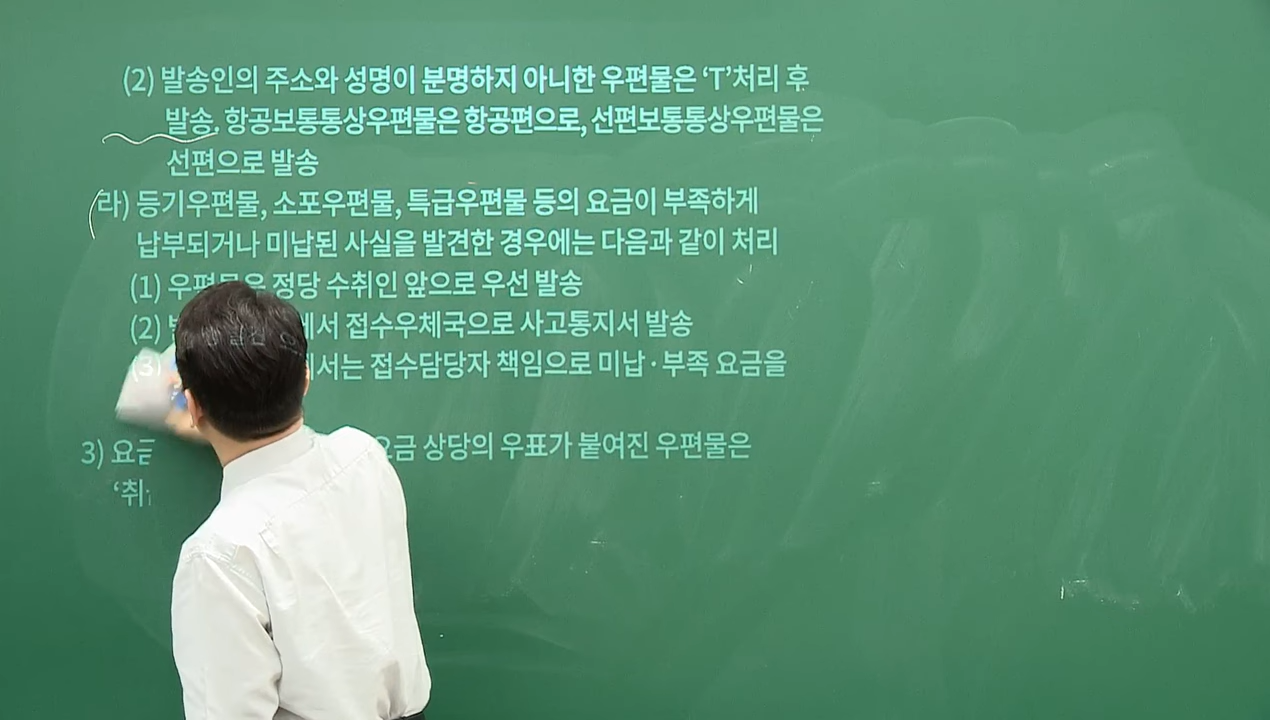 (2) 발송인의 주소와 성명이 분명하지 아니한 우편물은 ‘T’처리 후
발송. 항공보통통상우편물은 항공편으로, 선편보통통상우편물은
선편으로 발송
라) 등기우편물, 소포우편물, 특급우편물 등의 요금이 부족하게
납부되거나 미납된 사실을 발견한 경우에는 다음과 같이 처리
(1) 우편물은 정당 수취인 앞으로 우선 발송
(2) 접수우체국으로 사고통지서 발송
(3) 접수담당자 책임으로 미납·부족 요금을
3) 요금 상당의 우표가 붙여진 우편물은